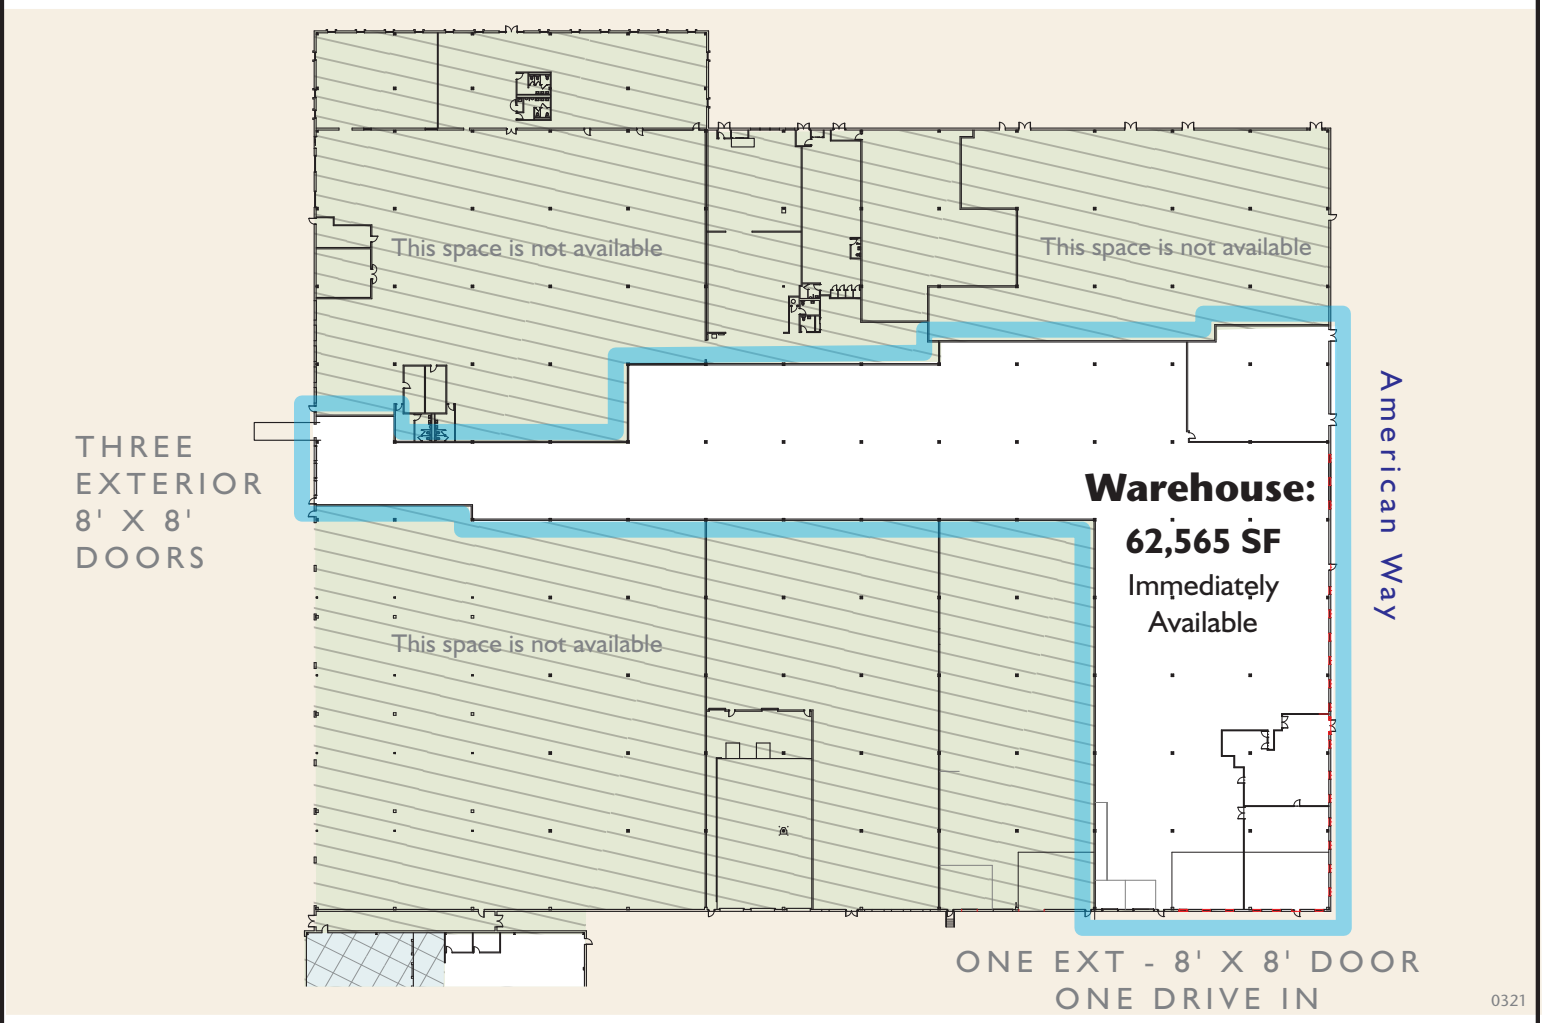 This space is not available
This space is not available
THREE
EXTERIOR
8' X 8'
DOORS
American Way
Warehouse:
62,565 SF
Immediately
Available
This space is not available
ONE EXT - 8' X 8' DOOR
ONE DRIVE IN
0321